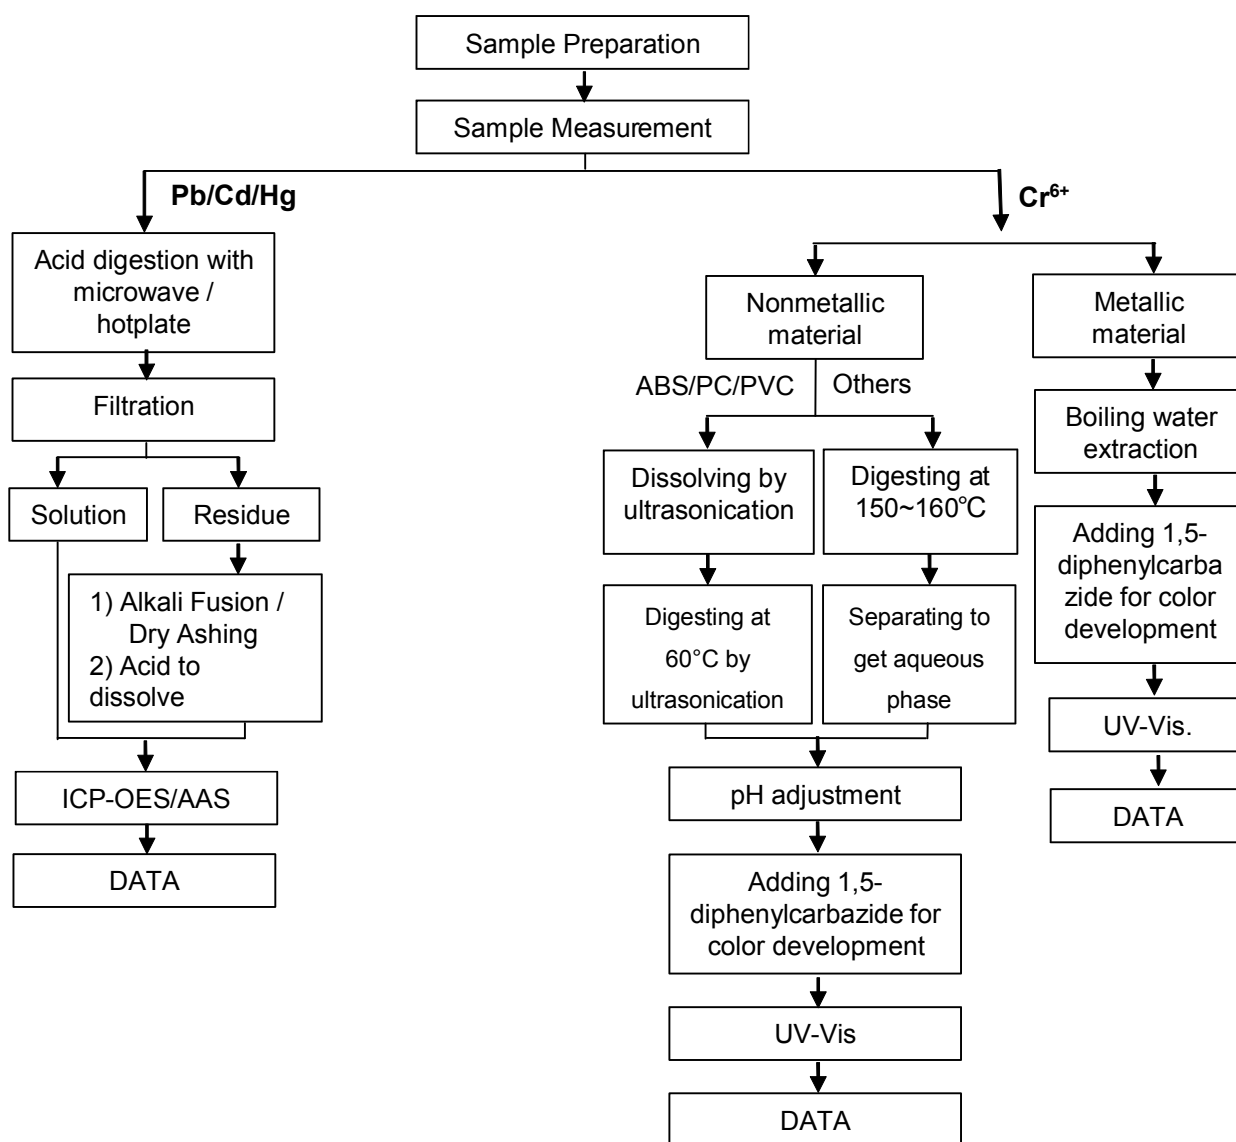 Sample Preparation
Sample Measurement
Pb/Cd/Hg
Acid digestion with
microwave /
hotplate
Filtration
Solution
Residue
1) Alkali Fusion /
Dry Ashing
2) Acid to
dissolve
ICP-OES/AAS
DATA
Cr⁶⁺
Nonmetallic
material
ABS/PC/PVC
Others
Dissolving by
ultrasonication
Digesting at
150~160℃
Digesting at
60°C by
ultrasonication
Separating to
get aqueous
phase
pH adjustment
Adding 1,5-
diphenylcarbazide for
color development
UV-Vis
DATA
Metallic
material
Boiling water
extraction
Adding 1,5-
diphenylcarba
zide for color
development
UV-Vis.
DATA